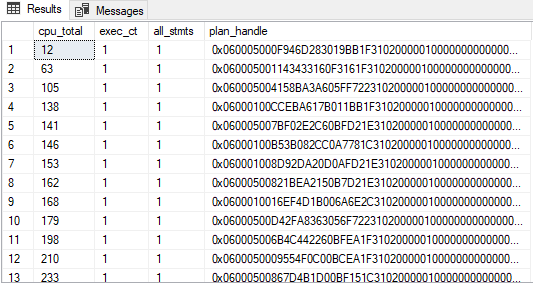 Results Messages
cpu_total exec_ct all_stmts plan_handle
1 12 1 1 0x060005000F946D283019BB1F3102000001000000000000...
2 63 1 1 0x060005001143433160F3161F3102000001000000000000...
3 105 1 1 0x060005004158BA3A605FF7223102000001000000000000...
4 138 1 1 0x06000100CCEBA617B011BB1F3102000001000000000000...
5 141 1 1 0x060005007BF02E2C60BFD21E3102000001000000000000...
6 146 1 1 0x06000100B53B082CC0A7781C3102000001000000000000...
7 153 1 1 0x060001008D92DA20D0AFD21E3102000001000000000000...
8 162 1 1 0x06000500821BEA2150B7D21E3102000001000000000000...
9 168 1 1 0x0600010016EF4D1B006A6E2C3102000001000000000000...
10 179 1 1 0x06000500D42FA8363056F7223102000001000000000000...
11 198 1 1 0x060005006B4C442260BFEA1F3102000001000000000000...
12 210 1 1 0x0600050009554F0C00BCEA1F3102000001000000000000...
13 233 1 1 0x06000500867D4B1D00BF151C3102000001000000000000...